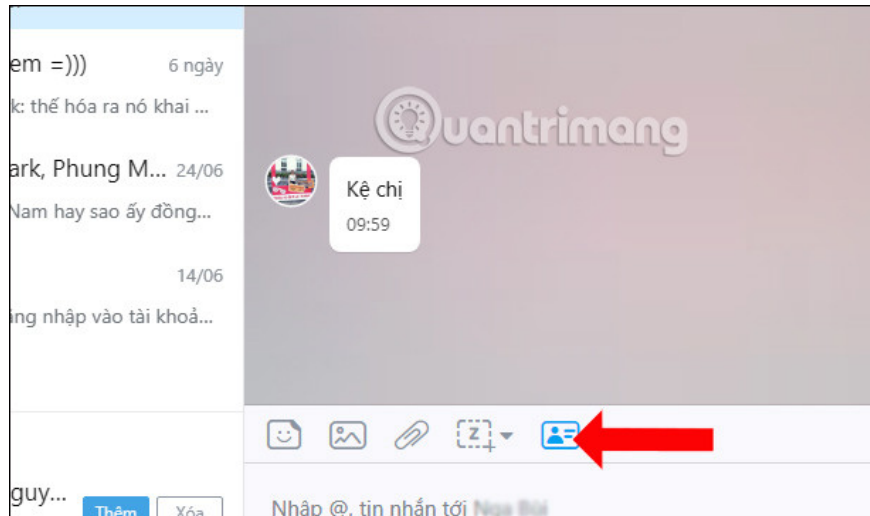 em =)))
6 ngày
k: thế hóa ra nó khai ...
ark, Phung M...
24/06
Nam hay sao ấy đồng...
14/06
ăng nhập vào tài khoả...
guy...
Thêm
Xóa
Quantrimang
Kệ chị
09:59
Z
Nhập @, tin nhắn tới